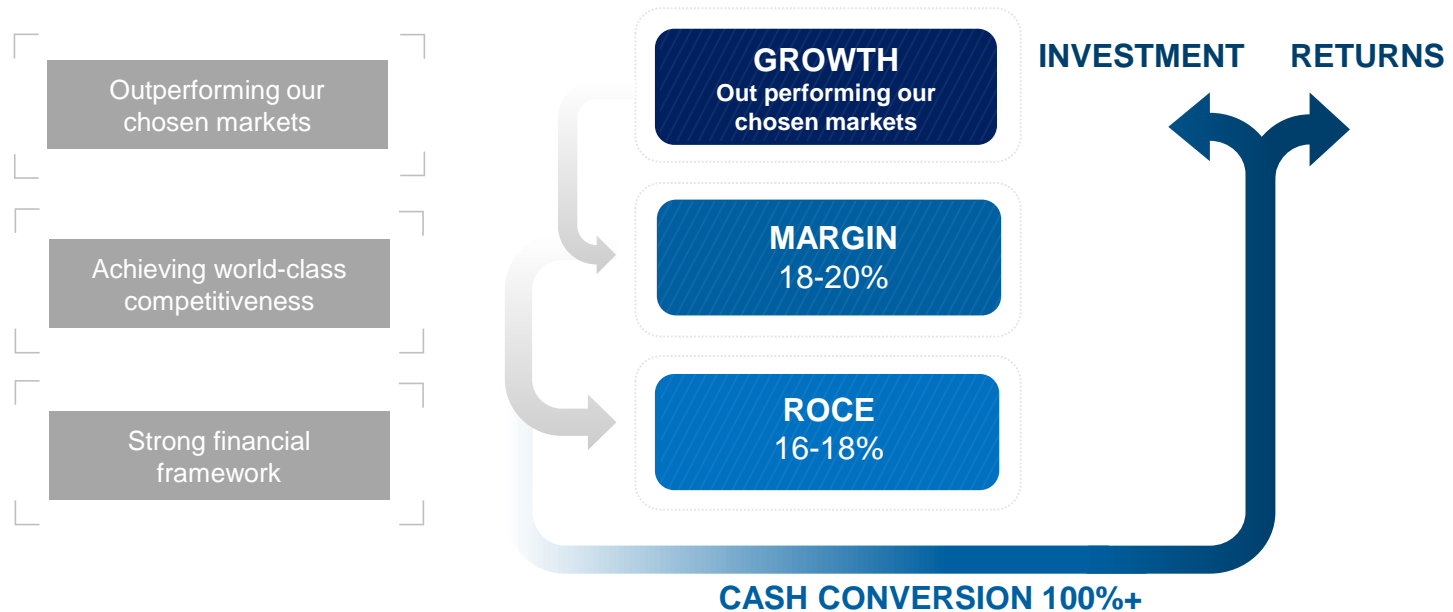 Outperforming our
chosen markets
Achieving world-class
competitiveness
Strong financial
framework
GROWTH
Out performing our
chosen markets
MARGIN
18-20%
ROCE
16-18%
INVESTMENT
RETURNS
CASH CONVERSION 100%+